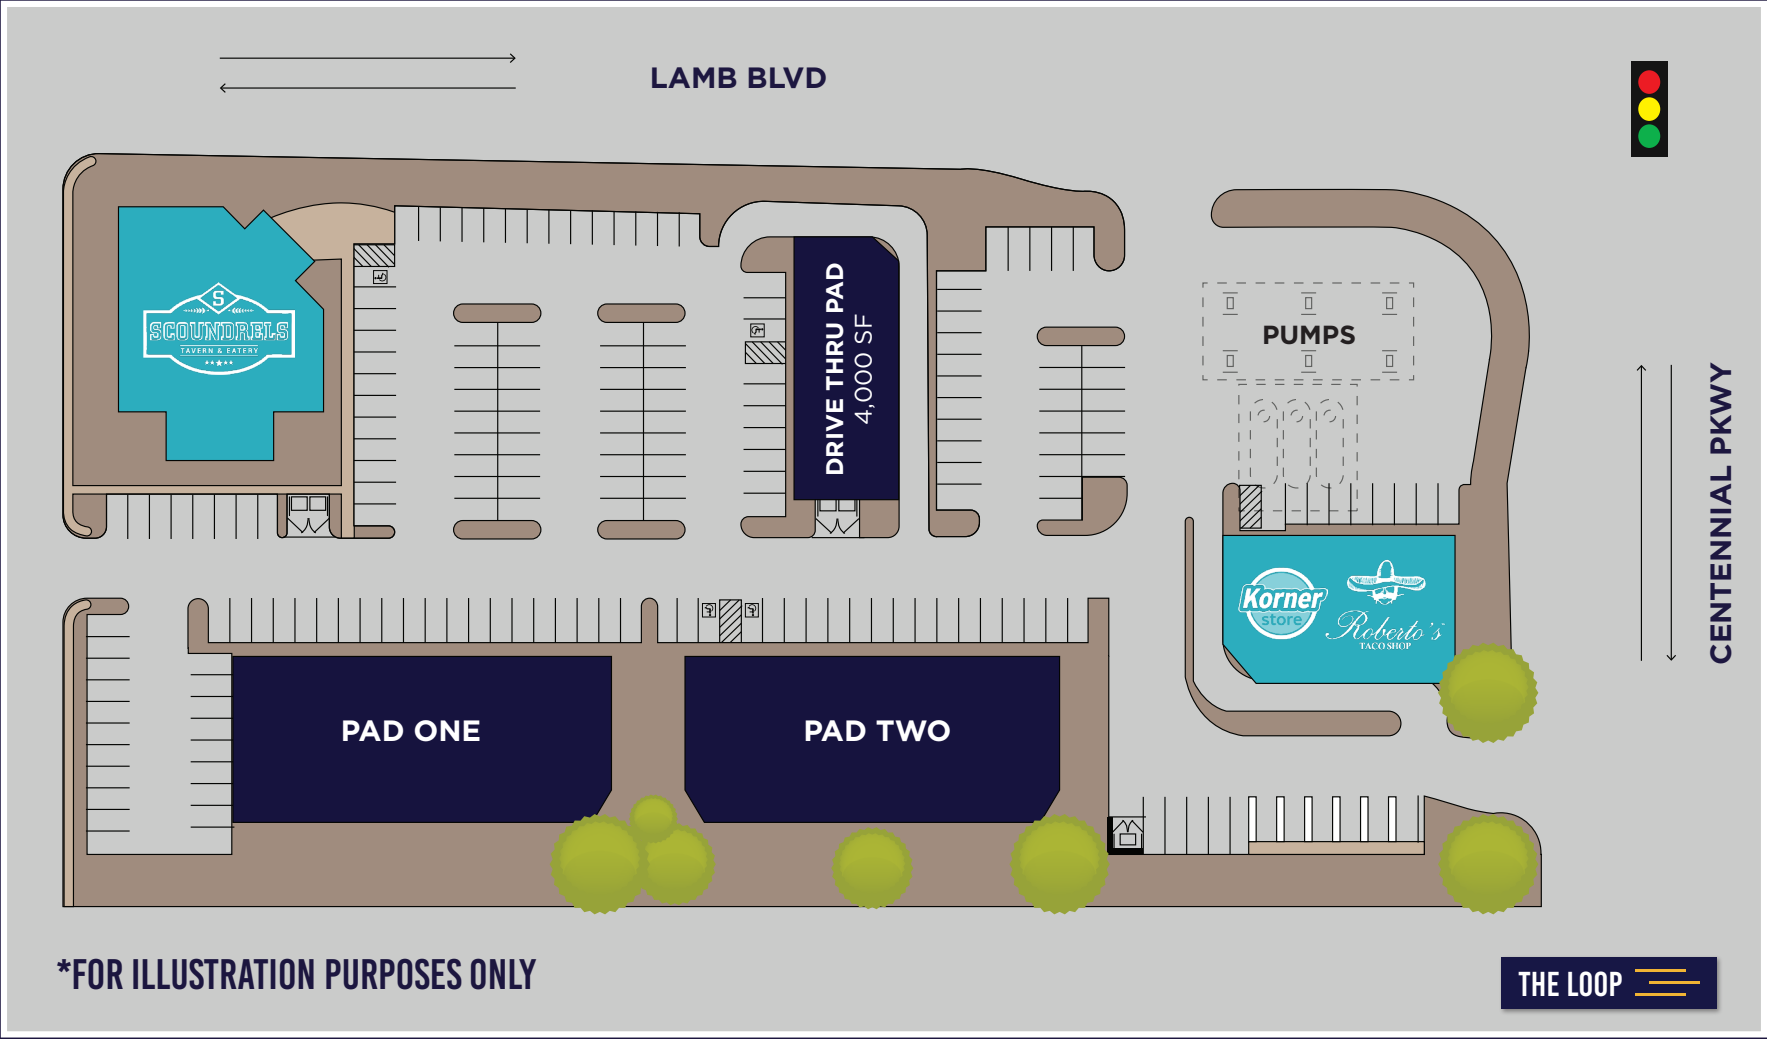 LAMB BLVD
S
SCOUNDRELS
TAVERN & EATERY
DRIVE THRU PAD
4,000 SF
PUMPS
CENTENNIAL PKWY
Korner
store
Roberto's
TACO SHOP
PAD ONE
PAD TWO
*FOR ILLUSTRATION PURPOSES ONLY
THE LOOP